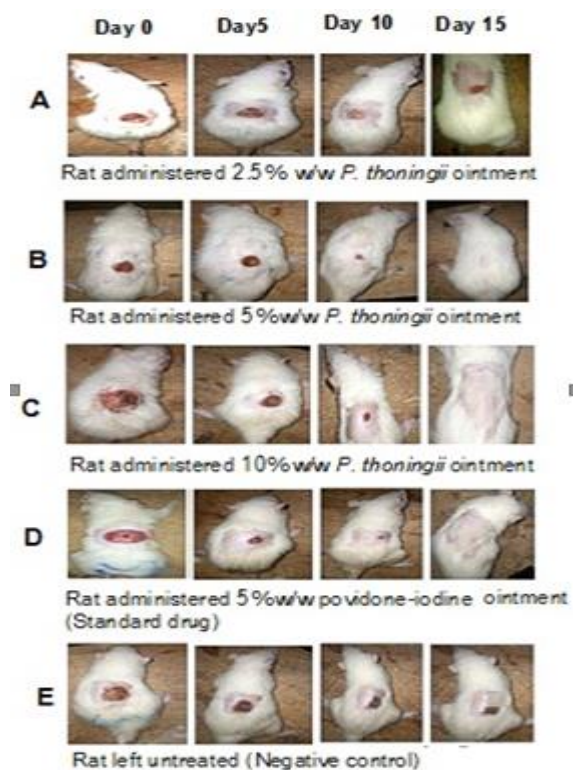 Day 0 Day5 Day 10 Day 15
A
Rat administered 2.5% w/w P. thoningii ointment
B
Rat administered 5%w/w P. thoningii ointment
C
Rat administered 10%w/w P. thoningii ointment
D
Rat administered 5%w/w povidone-iodine ointment
(Standard drug)
E
Rat left untreated (Negative control)